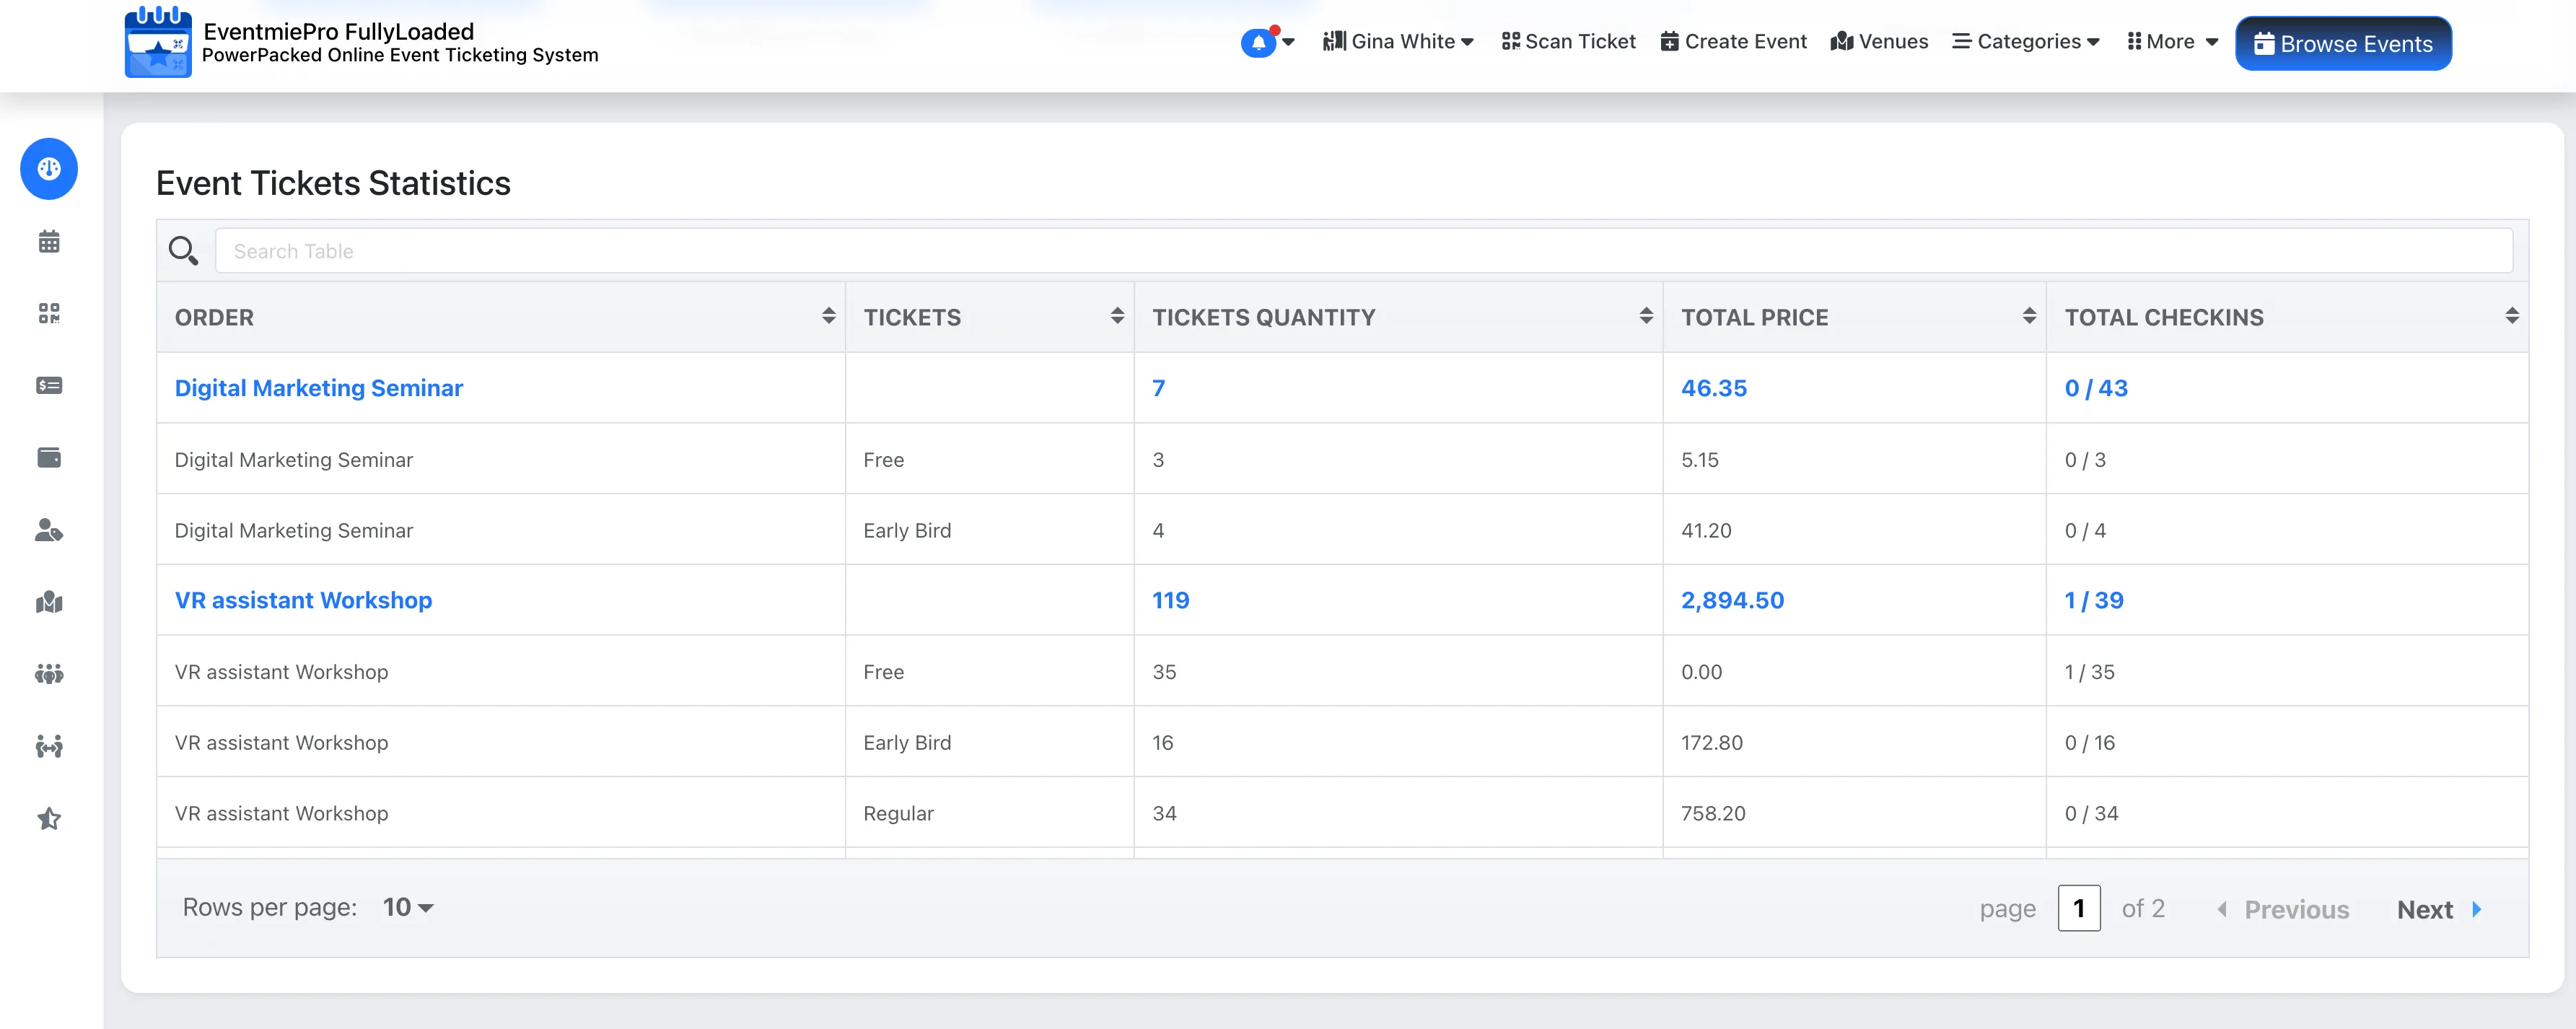 EventmiePro FullyLoaded
PowerPacked Online Event Ticketing System
Gina White
Scan Ticket
Create Event
Venues
Categories
More
Browse Events
Event Tickets Statistics
Search Table
ORDER TICKETS TICKETS QUANTITY TOTAL PRICE TOTAL CHECKINS
Digital Marketing Seminar 7 46.35 0 / 43
Digital Marketing Seminar Free 3 5.15 0 / 3
Digital Marketing Seminar Early Bird 4 41.20 0 / 4
VR assistant Workshop 119 2,894.50 1 / 39
VR assistant Workshop Free 35 0.00 1 / 35
VR assistant Workshop Early Bird 16 172.80 0 / 16
VR assistant Workshop Regular 34 758.20 0 / 34
Rows per page: 10
page 1 of 2 Previous Next